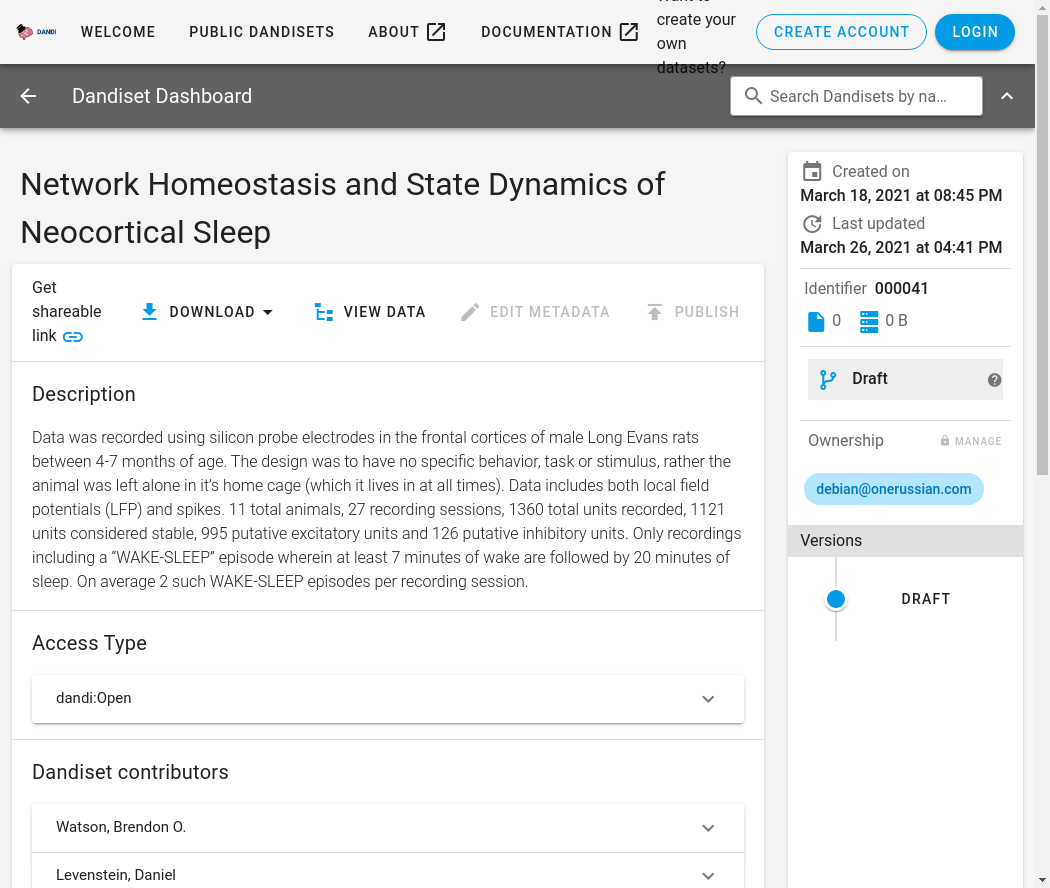 DANDI
WELCOME
PUBLIC DANDISETS
ABOUT
DOCUMENTATION
create your
own
datasets?
CREATE ACCOUNT
LOGIN
Dandiset Dashboard
Search Dandisets by na…
Network Homeostasis and State Dynamics of
Neocortical Sleep
Get
shareable
link
DOWNLOAD
VIEW DATA
EDIT METADATA
PUBLISH
Description
Data was recorded using silicon probe electrodes in the frontal cortices of male Long Evans rats
between 4-7 months of age. The design was to have no specific behavior, task or stimulus, rather the
animal was left alone in it’s home cage (which it lives in at all times). Data includes both local field
potentials (LFP) and spikes. 11 total animals, 27 recording sessions, 1360 total units recorded, 1121
units considered stable, 995 putative excitatory units and 126 putative inhibitory units. Only recordings
including a “WAKE-SLEEP” episode wherein at least 7 minutes of wake are followed by 20 minutes of
sleep. On average 2 such WAKE-SLEEP episodes per recording session.
Access Type
dandi:Open
Dandiset contributors
Watson, Brendon O.
Levenstein, Daniel
Created on
March 18, 2021 at 08:45 PM
Last updated
March 26, 2021 at 04:41 PM
Identifier 000041
0
0 B
Draft
Ownership
MANAGE
debian@onerussian.com
Versions
DRAFT